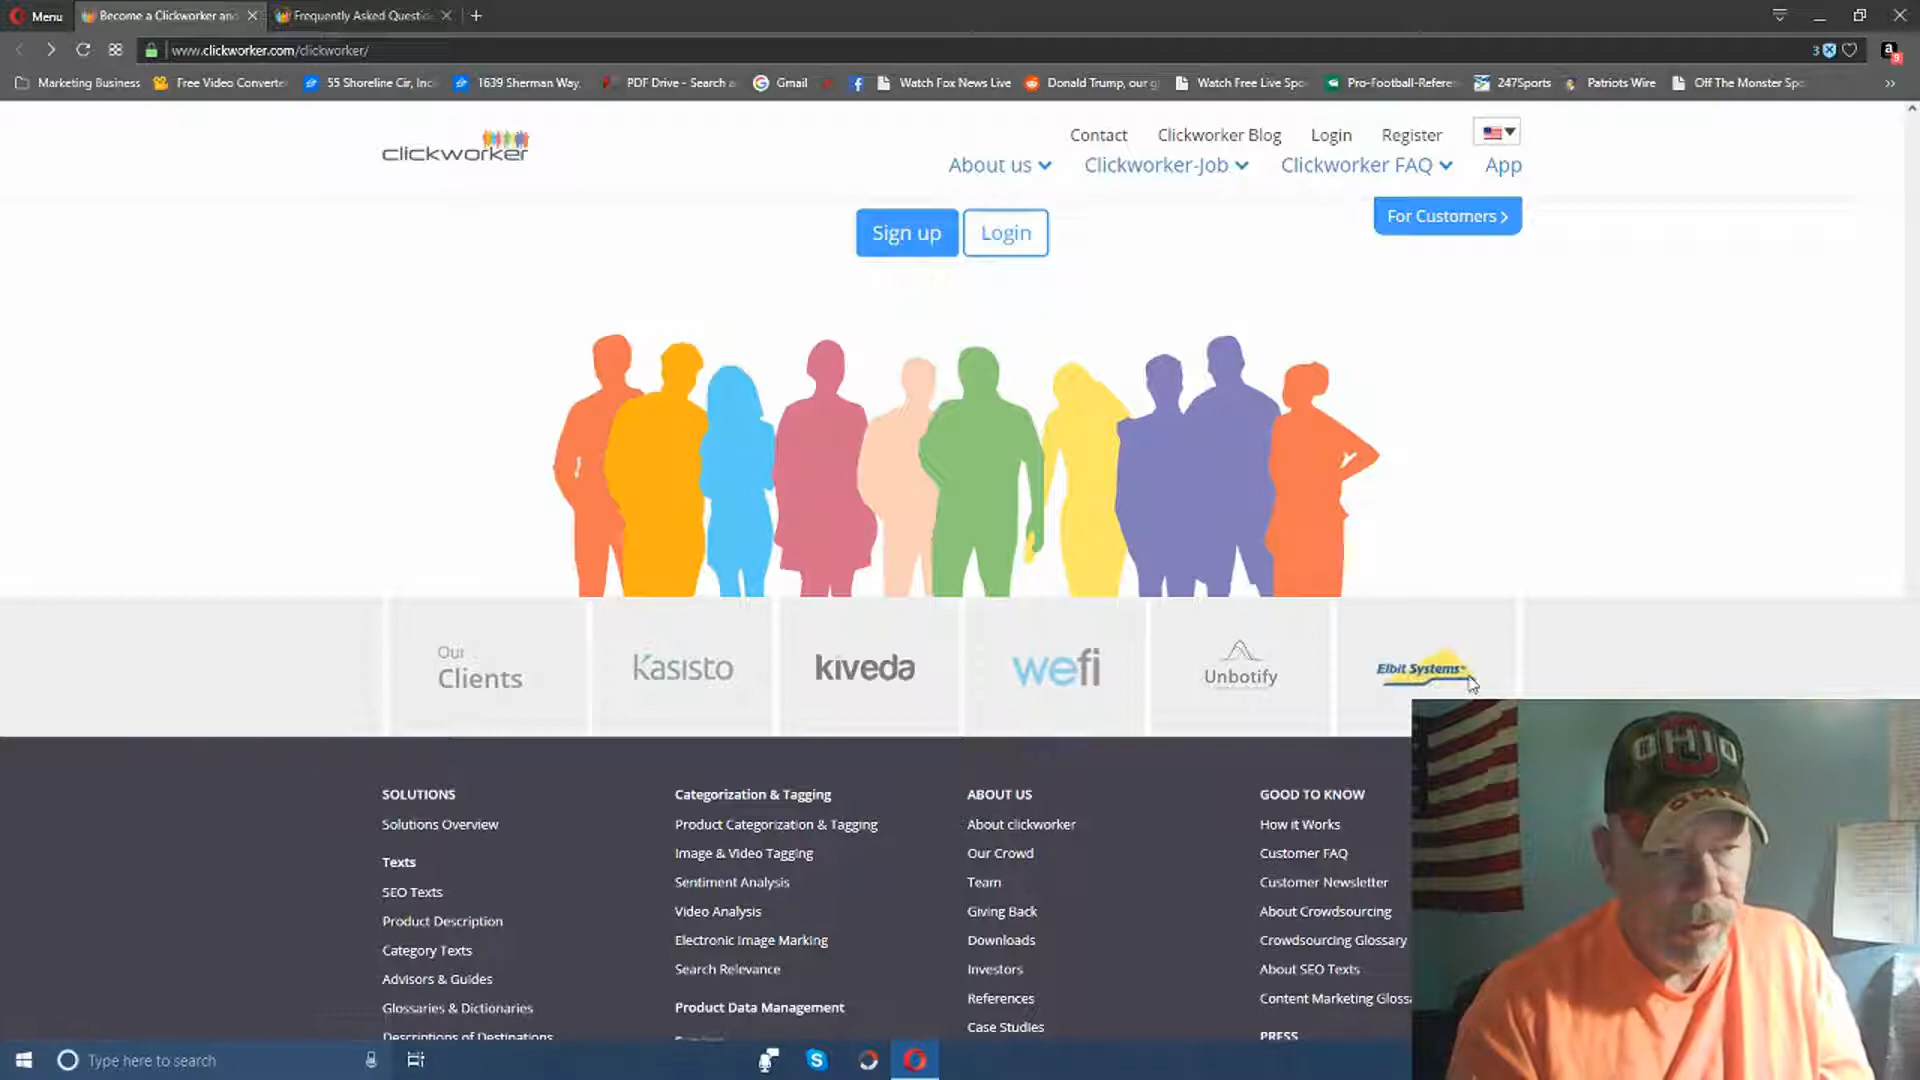 Menu
Become a Clickworker and
Frequently Asked Questi
www.clickworker.com/clickworker/
3
9
Marketing Business
Free Video Converte
55 Shoreline Cir, Inc
1639 Sherman Way,
PDF Drive - Search a
Gmail
Watch Fox News Live
Donald Trump, our g
Watch Free Live Spo
Pro-Football-Refere
247Sports
Patriots Wire
Off The Monster Spo
clickworker
Contact
Clickworker Blog
Login
Register
About us
Clickworker-Job
Clickworker FAQ
App
For Customers
Sign up
Login
Our
Clients
Kasisto
kiveda
wefi
Unbotify
Elbit Systems
SOLUTIONS
Solutions Overview
Texts
SEO Texts
Product Description
Category Texts
Advisors & Guides
Glossaries & Dictionaries
Descriptions of Destinations
Categorization & Tagging
Product Categorization & Tagging
Image & Video Tagging
Sentiment Analysis
Video Analysis
Electronic Image Marking
Search Relevance
Product Data Management
ABOUT US
About clickworker
Our Crowd
Team
Giving Back
Downloads
Investors
References
Case Studies
GOOD TO KNOW
How it Works
Customer FAQ
Customer Newsletter
About Crowdsourcing
Crowdsourcing Glossary
About SEO Texts
Content Marketing Gloss
PRESS
OHIO
Type here to search